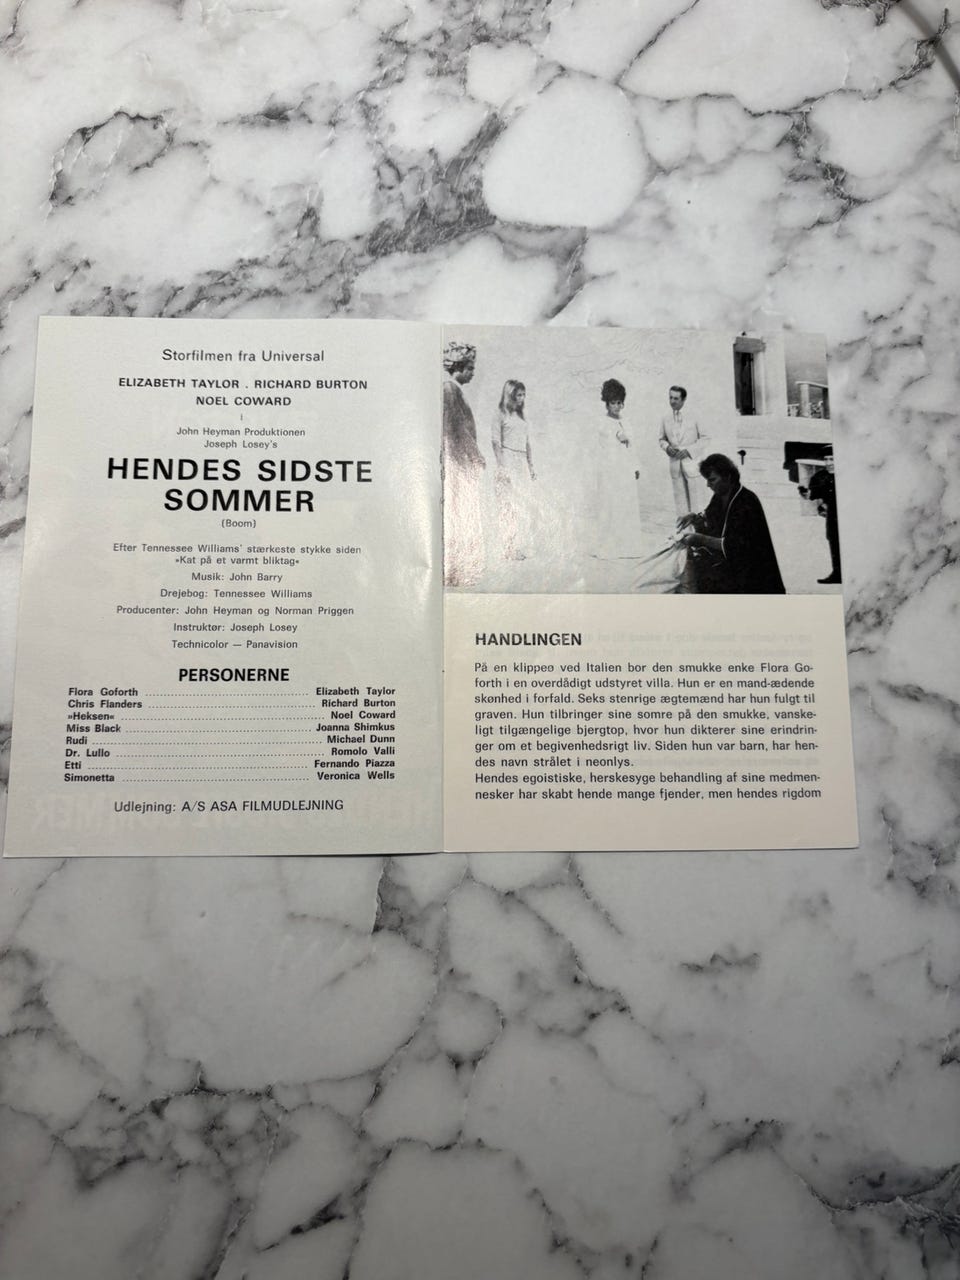 Storfilmen fra Universal
ELIZABETH TAYLOR . RICHARD BURTON
NOEL COWARD
i
John Heyman Produktionen
Joseph Losey's
HENDES SIDSTE
SOMMER
(Boom)
Efter Tennessee Williams' stærkeste stykke siden
»Kat på et varmt bliktag«
Musik: John Barry
Drejebog: Tennessee Williams
Producenter: John Heyman og Norman Priggen
Instruktør: Joseph Losey
Technicolor — Panavision
PERSONERNE
Flora Goforth ........ Elizabeth Taylor
Chris Flanders ........ Richard Burton
»Heksen« ........ Noel Coward
Miss Black ........ Joanna Shimkus
Rudi ........ Michael Dunn
Dr. Lullo ........ Romolo Valli
Etti ........ Fernando Piazza
Simonetta ........ Veronica Wells
Udlejning: A/S ASA FILMUDLEJNING
HANDLINGEN
På en klippeø ved Italien bor den smukke enke Flora Go-
forth i en overdådigt udstyret villa. Hun er en mand-ædende
skønhed i forfald. Seks stenrige ægtemænd har hun fulgt til
graven. Hun tilbringer sine somre på den smukke, vanske-
ligt tilgængelige bjergtop, hvor hun dikterer sine erindrin-
ger om et begivenhedsrigt liv. Siden hun var barn, har hen-
des navn strålet i neonlys.
Hendes egoistiske, herskesyge behandling af sine medmen-
nesker har skabt hende mange fjender, men hendes rigdom